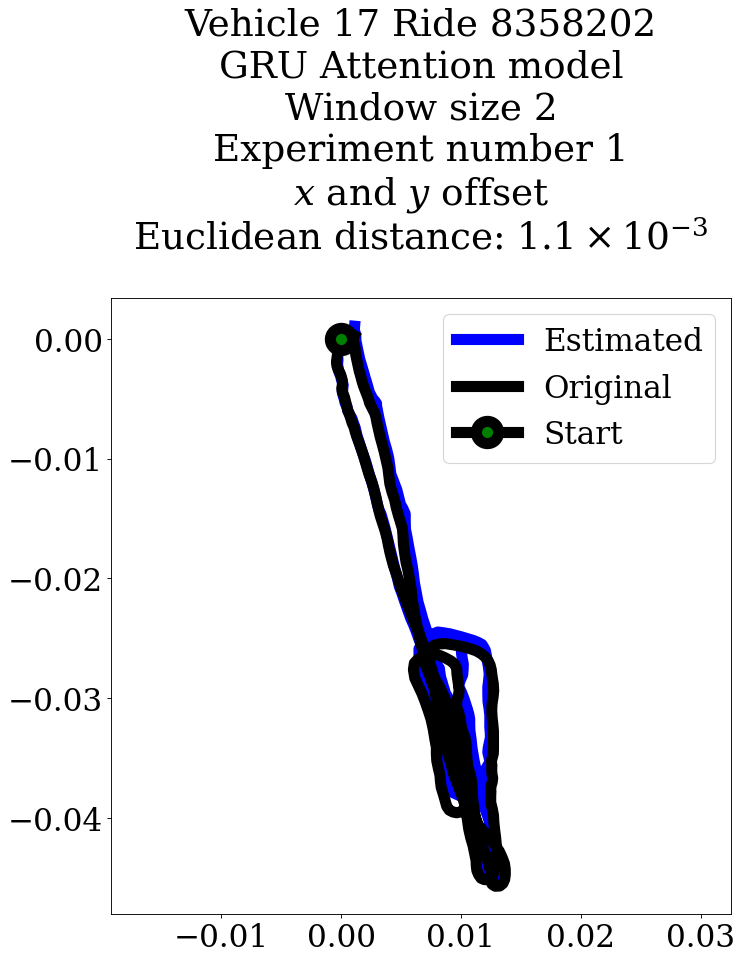 Vehicle 17 Ride 8358202
GRU Attention model
Window size 2
Experiment number 1
x and y offset
Euclidean distance: 1.1 × 10⁻³
Estimated
Original
Start
0.00
−0.01
−0.02
−0.03
−0.04
−0.01 0.00 0.01 0.02 0.03